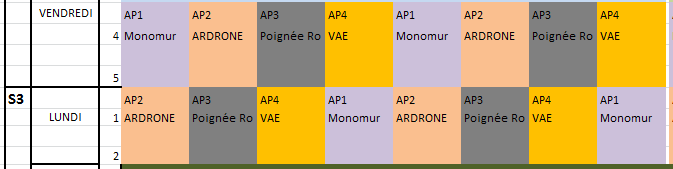 VENDREDI AP1 AP2 AP3 AP4 AP1 AP2 AP3 AP4
4 Monomur ARDRONE Poignée Ro VAE Monomur ARDRONE Poignée Ro VAE
5
S3 AP2 AP3 AP4 AP1 AP2 AP3 AP4 AP1
LUNDI 1 ARDRONE Poignée Ro VAE Monomur ARDRONE Poignée Ro VAE Monomur
2